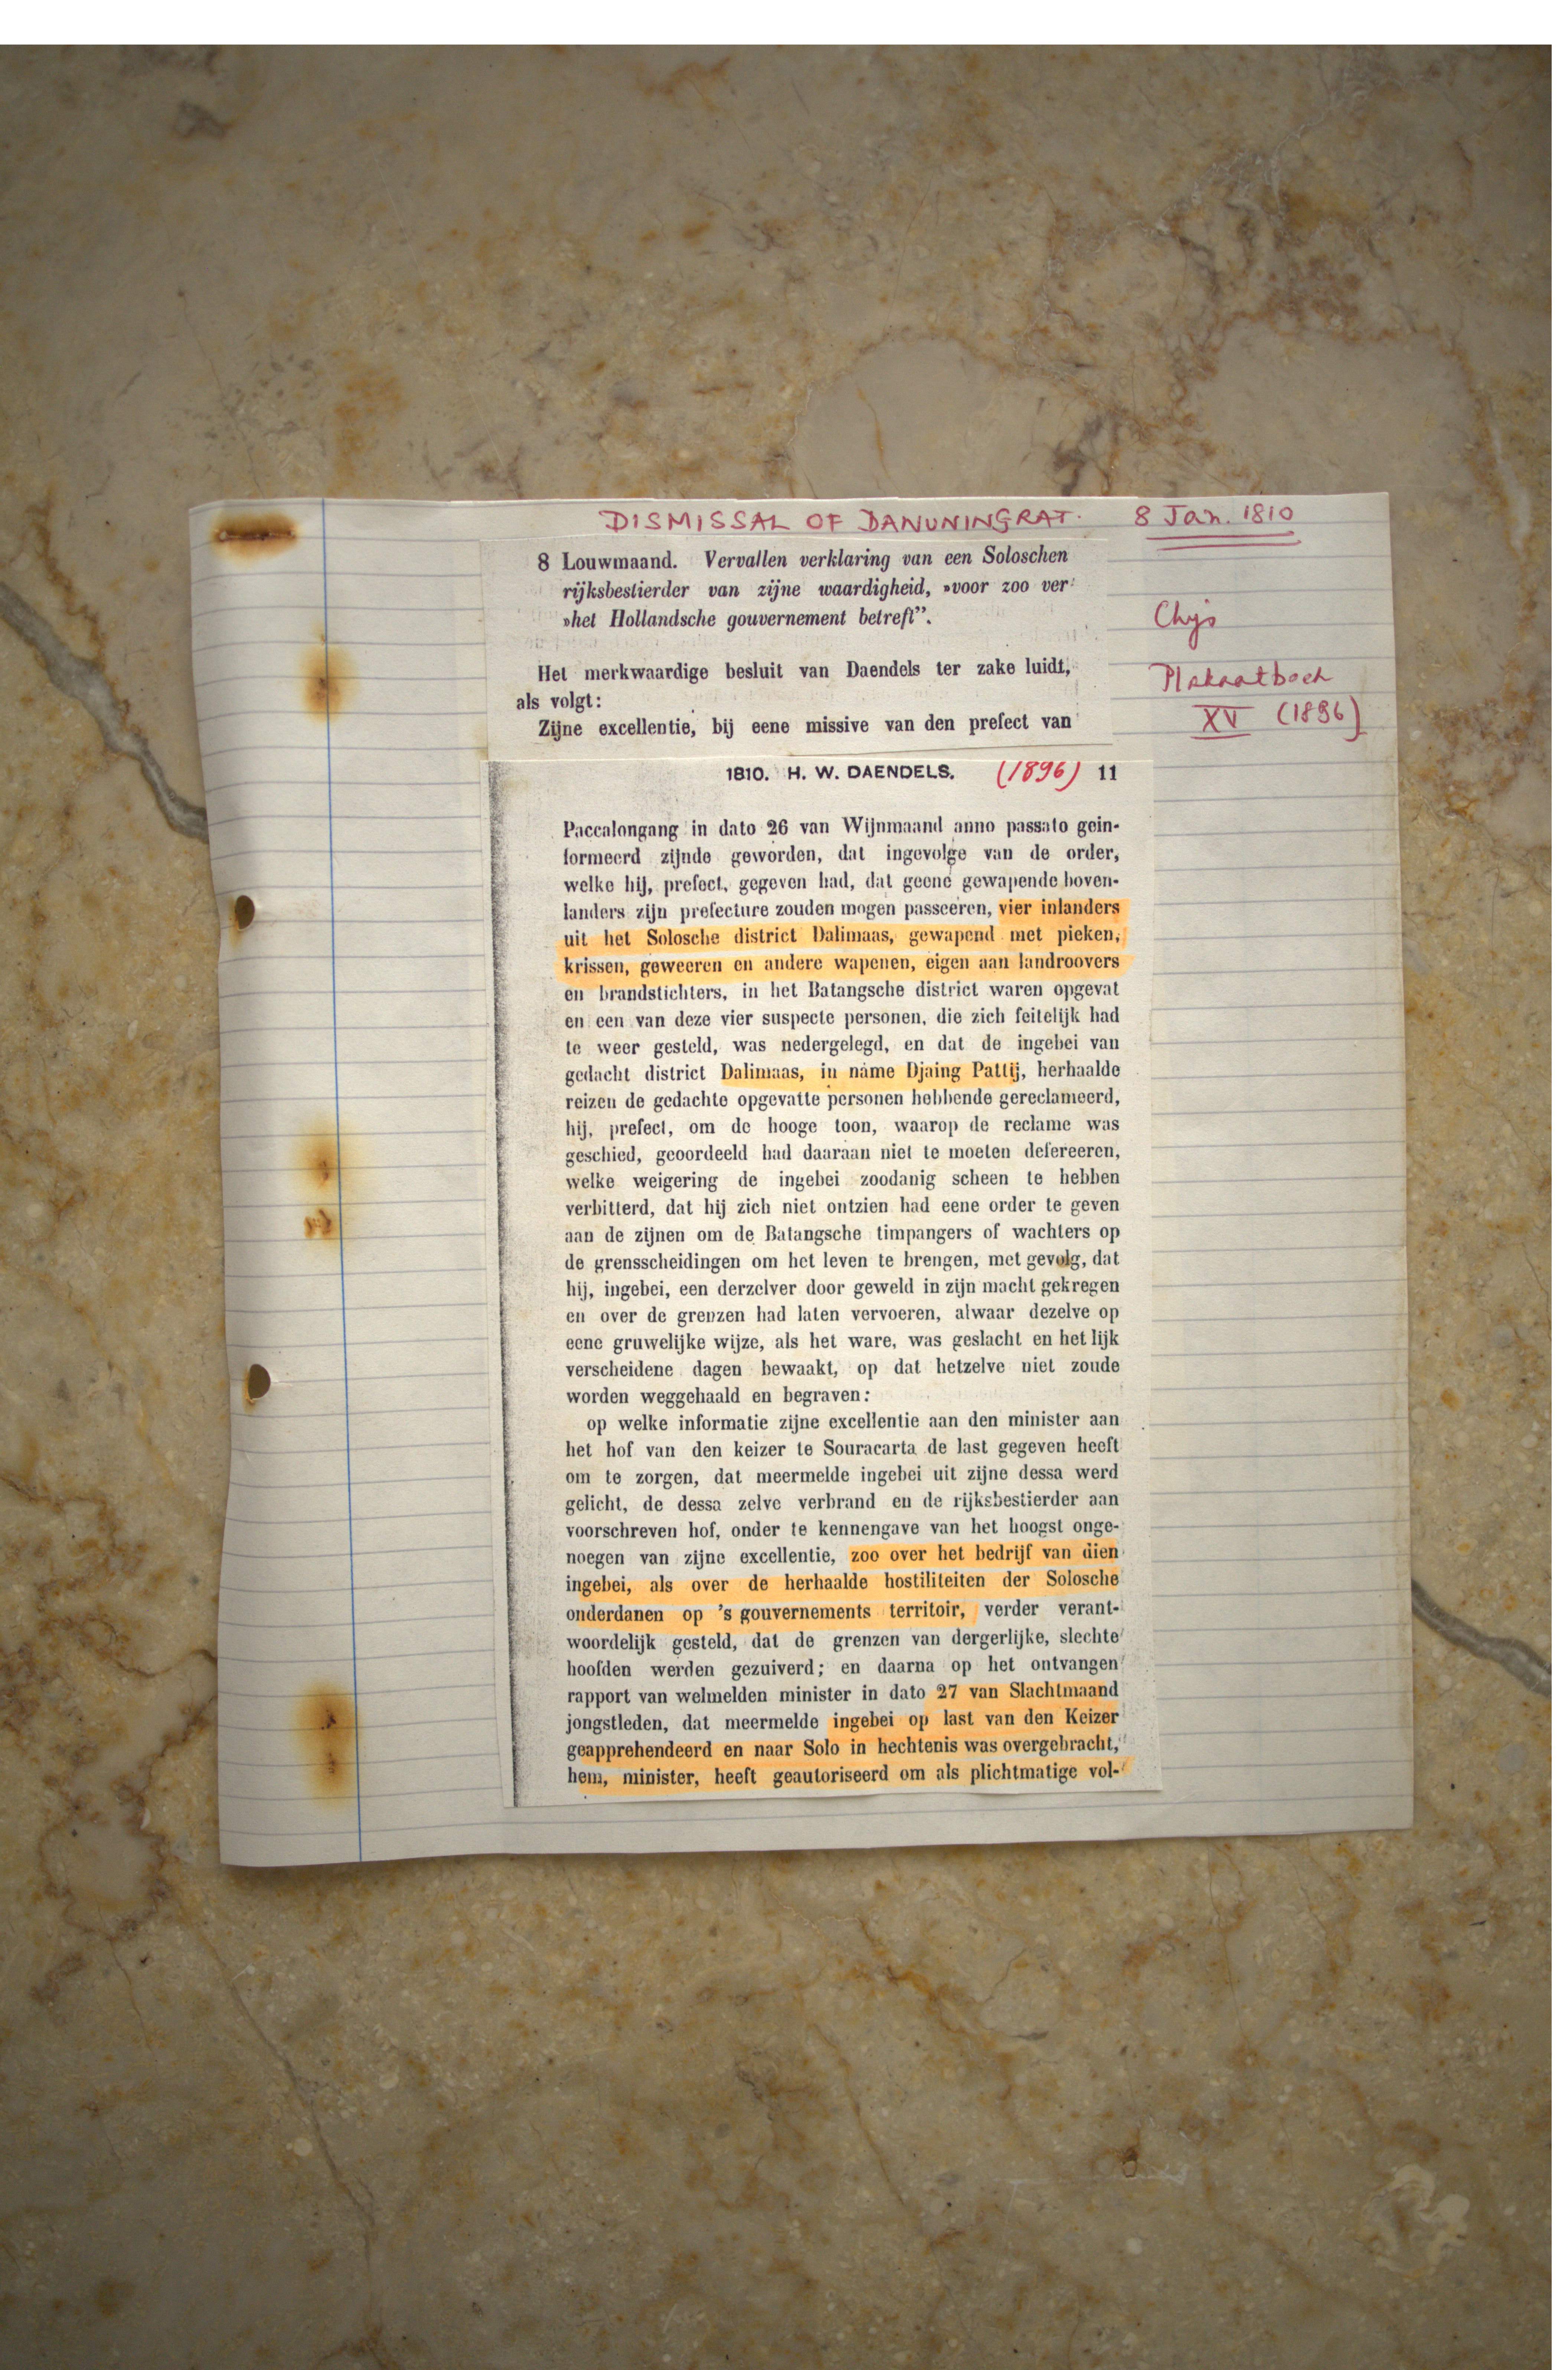 DISMISSAL OF DANUNINGRAT. 8 Jan. 1810
8 Louwmaand. Vervallen verklaring van een Soloschen
rijksbestierder van zijne waardigheid, »voor zoo ver
»het Hollandsche gouvernement betreft”.
Chijs
Het merkwaardige besluit van Daendels ter zake luidt,
als volgt:
Plakaatboek
XV (1896)
Zijne excellentie, bij eene missive van den prefect van
1810. H. W. DAENDELS. (1896) 11
Paccalongang in dato 26 van Wijnmaand anno passato gein-
formeerd zijnde geworden, dat ingevolge van de order,
welke hij, prefect, gegeven had, dat geene gewapende boven-
landers zijn prefecture zouden mogen passeeren, vier inlanders
uit het Solosche district Dalimaas, gewapend met pieken,
krissen, geweeren en andere wapenen, eigen aan landroovers
en brandstichters, in het Batangsche district waren opgevat
en een van deze vier suspecte personen, die zich feitelijk had
te weer gesteld, was nedergelegd, en dat de ingebei van
gedacht district Dalimaas, in name Djaing Pattij, herhaalde
reizen de gedachte opgevatte personen hebbende gereclameerd,
hij, prefect, om de hooge toon, waarop de reclame was
geschied, geoordeeld had daaraan niet te moeten defereeren,
welke weigering de ingebei zoodanig scheen te hebben
verbitterd, dat hij zich niet ontzien had eene order te geven
aan de zijnen om de Batangsche timpangers of wachters op
de grensscheidingen om het leven te brengen, met gevolg, dat
hij, ingebei, een derzelver door geweld in zijn macht gekregen
en over de grenzen had laten vervoeren, alwaar dezelve op
eene gruwelijke wijze, als het ware, was geslacht en het lijk
verscheidene dagen bewaakt, op dat hetzelve niet zoude
worden weggehaald en begraven:
op welke informatie zijne excellentie aan den minister aan
het hof van den keizer te Souracarta de last gegeven heeft
om te zorgen, dat meermelde ingebei uit zijne dessa werd
gelicht, de dessa zelve verbrand en de rijksbestierder aan
voorschreven hof, onder te kennengave van het hoogst onge-
noegen van zijne excellentie, zoo over het bedrijf van dien
ingebei, als over de herhaalde hostiliteiten der Solosche
onderdanen op 's gouvernements territoir, verder verant-
woordelijk gesteld, dat de grenzen van dergerlijke, slechte
hoofden werden gezuiverd; en daarna op het ontvangen
rapport van welmelden minister in dato 27 van Slachtmaand
jongstleden, dat meermelde ingebei op last van den Keizer
geapprehendeerd en naar Solo in hechtenis was overgebracht,
hem, minister, heeft geautoriseerd om als plichtmatige vol-